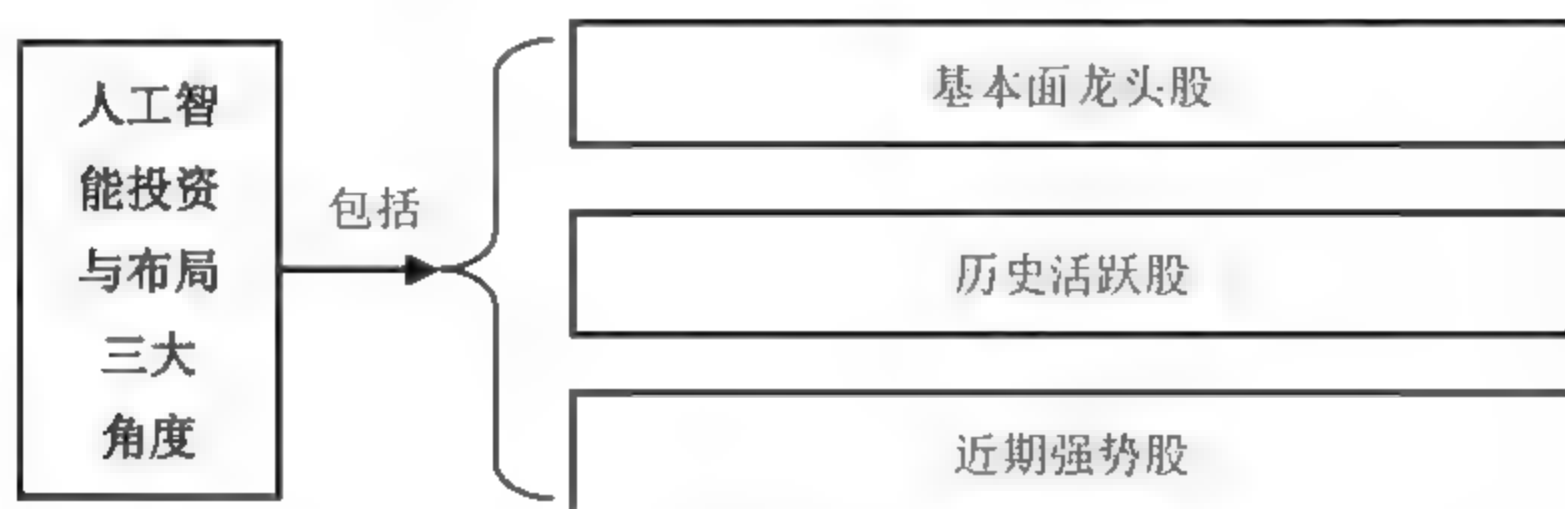 人工智
能投资
与布局
三大
角度
包括
基本面龙头股
历史活跃股
近期强势股